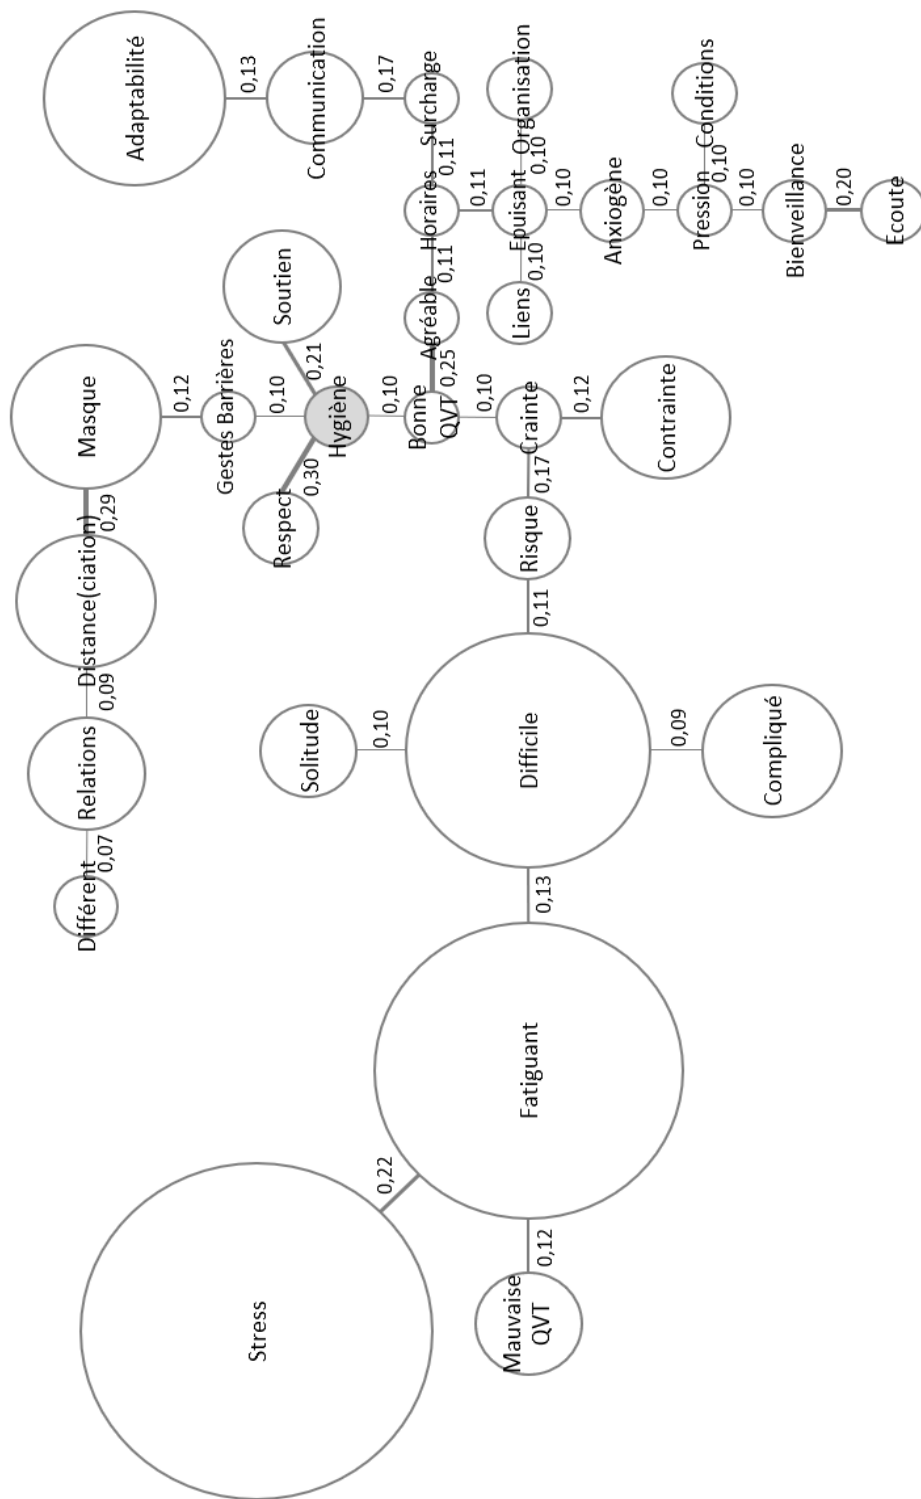 Différent
0,07
Relations
0,09
Distance(ciation)
0,29
Masque
Adaptabilité
0,12
Gestes Barrières
0,13
0,10
Stress
Respect
Soutien
0,30
0,21
Communication
Solitude
Hygiène
0,22
0,10
0,10
0,17
Bonne
QVT
0,25
Agréable
0,11
Horaires
0,11
Surcharge
0,10
0,11
Mauvaise
QVT
0,12
Fatiguant
0,13
Difficile
0,11
Risque
0,17
Crainte
Liens
0,10
Epuisant
0,10
Organisation
0,12
0,10
Anxiogène
Contrainte
0,09
0,10
Pression
0,10
Conditions
0,10
Compliqué
Bienveillance
0,20
Ecoute